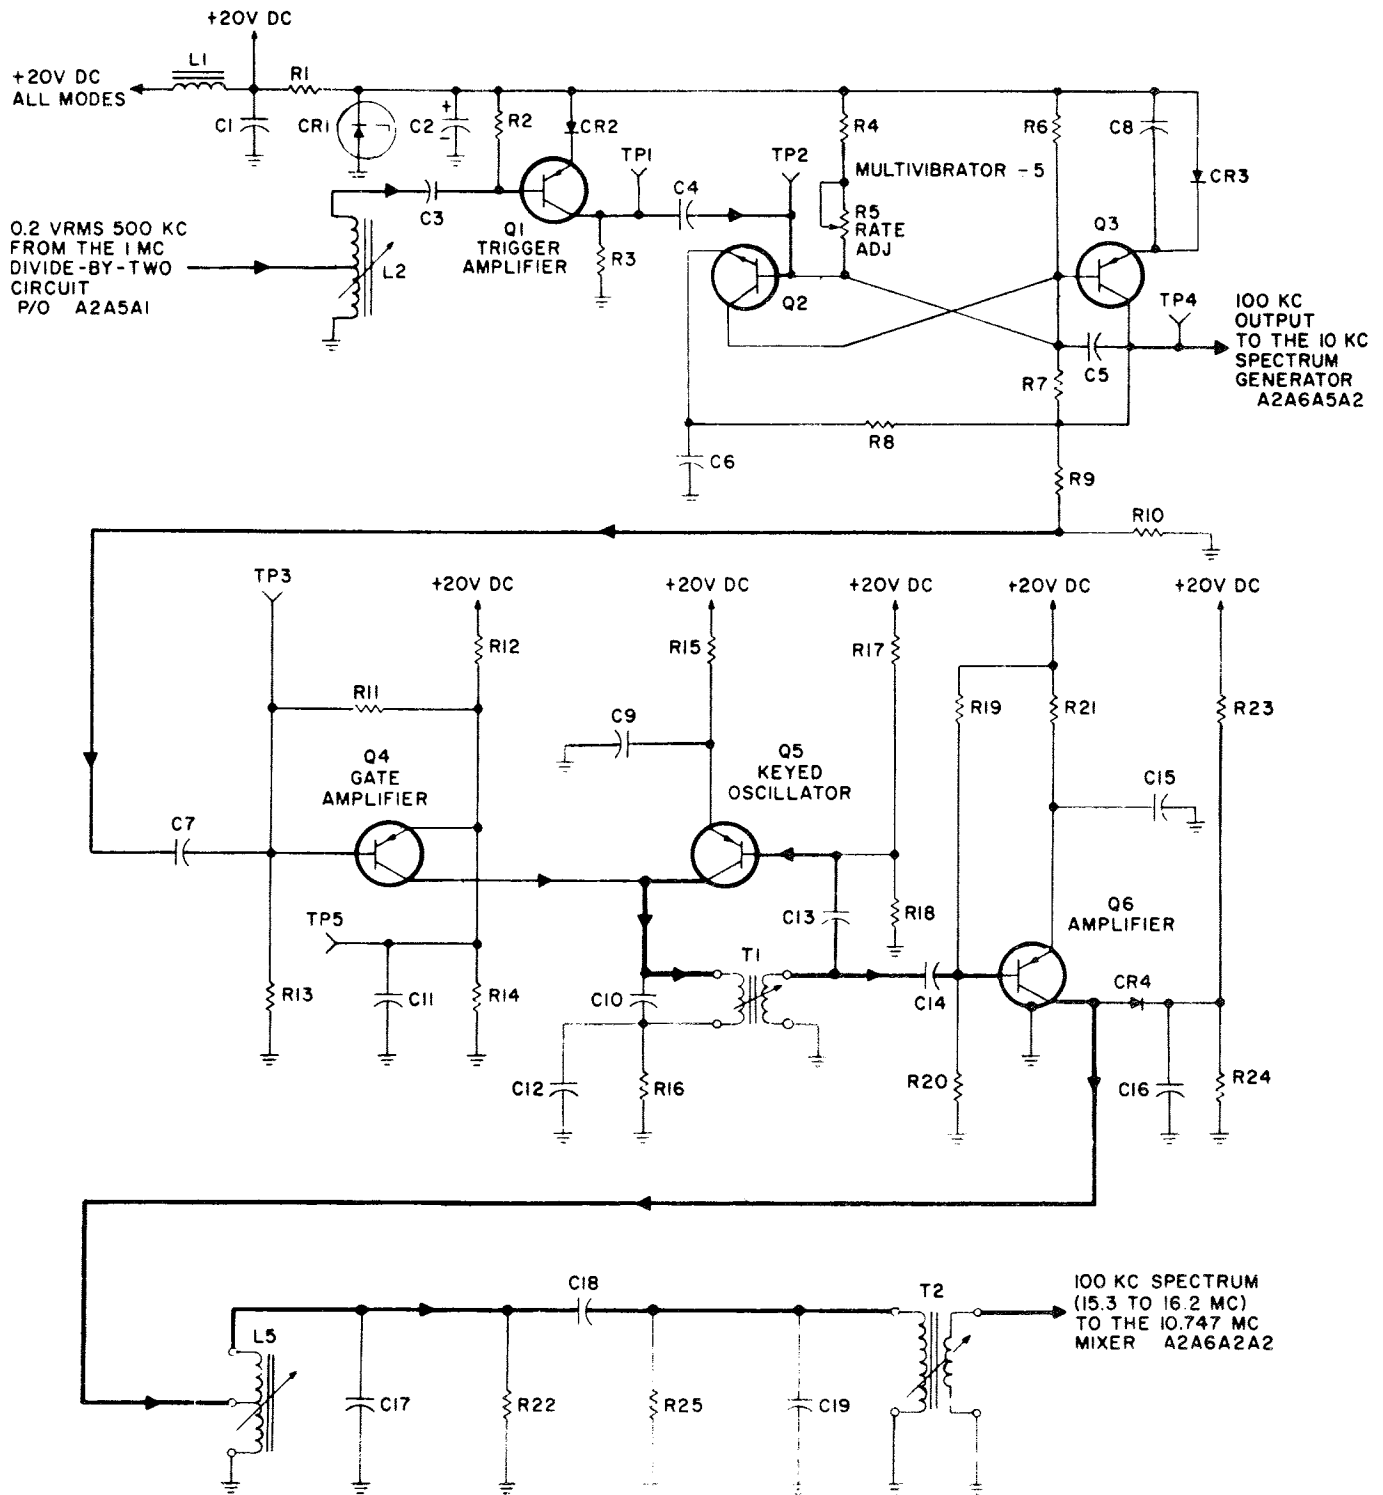 +20V DC
L1
+20V DC
ALL MODES
R1
C1
CR1
+
C2
-
R2
CR2
R4
R6
C8
TP1
TP2
MULTIVIBRATOR ÷5
CR3
C3
C4
R5
RATE
ADJ
Q3
0.2 VRMS 500 KC
FROM THE 1 MC
DIVIDE-BY-TWO
CIRCUIT
P/O A2A5A1
L2
Q1
TRIGGER
AMPLIFIER
R3
Q2
TP4
100 KC
OUTPUT
TO THE 10 KC
SPECTRUM
GENERATOR
A2A6A5A2
C5
R7
R8
C6
R9
R10
TP3
+20V DC
+20V DC
+20V DC
+20V DC
+20V DC
R12
R15
R17
R11
R19
R21
R23
C9
Q4
GATE
AMPLIFIER
Q5
KEYED
OSCILLATOR
C15
C7
TP5
C13
R18
Q6
AMPLIFIER
T1
R13
C11
R14
C10
C14
CR4
C12
R16
R20
C16
R24
C18
T2
100 KC SPECTRUM
(15.3 TO 16.2 MC)
TO THE 10.747 MC
MIXER A2A6A2A2
L5
C17
R22
R25
C19